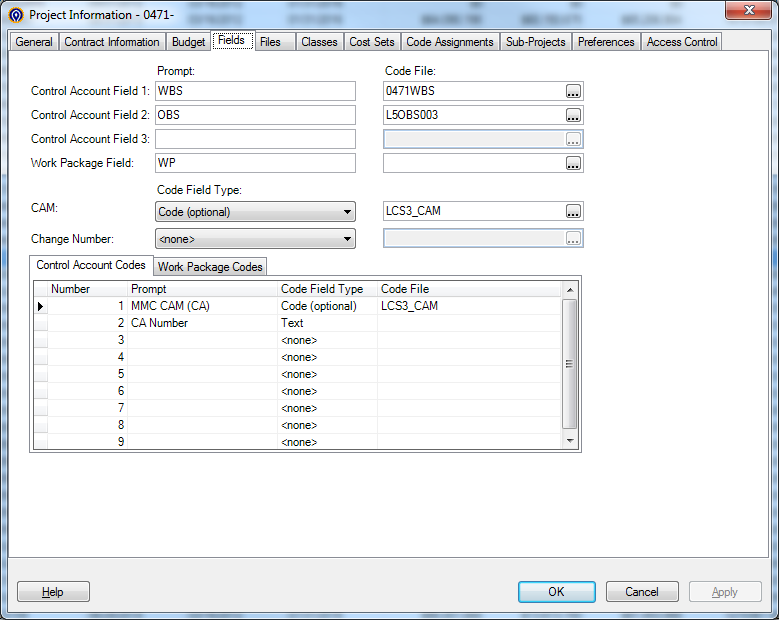 Project Information - 0471-
General Contract Information Budget Fields Files Classes Cost Sets Code Assignments Sub-Projects Preferences Access Control
Prompt: Code File:
Control Account Field 1: WBS 0471WBS ...
Control Account Field 2: OBS L5OBS003 ...
Control Account Field 3: ...
Work Package Field: WP ...
Code Field Type:
CAM: Code (optional) LCS3_CAM ...
Change Number: <none> ...
Control Account Codes Work Package Codes
Number Prompt Code Field Type Code File
1 MMC CAM (CA) Code (optional) LCS3_CAM
2 CA Number Text
3 <none>
4 <none>
5 <none>
6 <none>
7 <none>
8 <none>
9 <none>
Help OK Cancel Apply